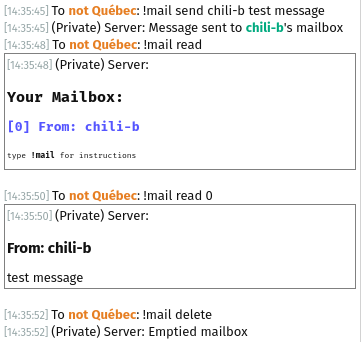 [14:35:45] To not Québec: !mail send chili-b test message
[14:35:45] (Private) Server: Message sent to chili-b's mailbox
[14:35:48] To not Québec: !mail read
[14:35:48] (Private) Server:
Your Mailbox:
[0] From: chili-b
type !mail for instructions
[14:35:50] To not Québec: !mail read 0
[14:35:50] (Private) Server:
From: chili-b
test message
[14:35:52] To not Québec: !mail delete
[14:35:52] (Private) Server: Emptied mailbox